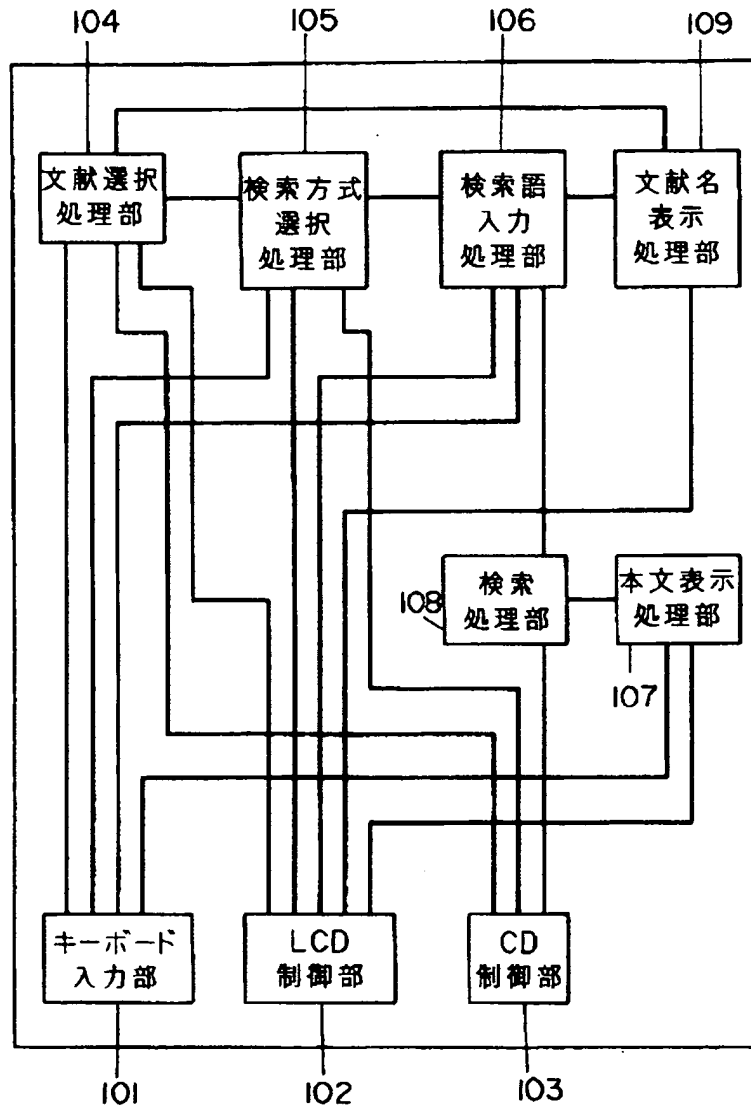 104
105
106
109
文献選択
処理部
検索方式
選択
処理部
検索語
入力
処理部
文献名
表示
処理部
検索
処理部
108
本文表示
処理部
107
キーボード
入力部
LCD
制御部
CD
制御部
101
102
103